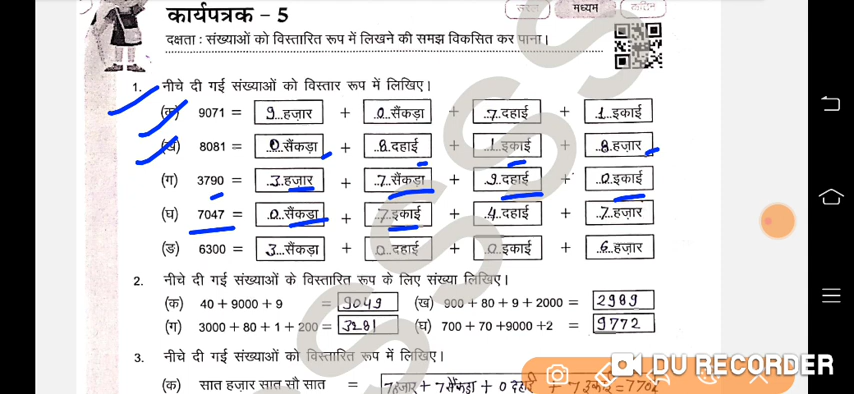 कार्यपत्रक - 5
सरल मध्यम कठिन
दक्षता : संख्याओं को विस्तारित रूप में लिखने की समझ विकसित कर पाना।
1. नीचे दी गई संख्याओं को विस्तार रूप में लिखिए।
(क) 9071 = 9 हज़ार + 0 सैंकड़ा + 7 दहाई + 1 इकाई
(ख) 8081 = 0 सैंकड़ा + 8 दहाई + 1 इकाई + 8 हज़ार
(ग) 3790 = 3 हज़ार + 7 सैंकड़ा + 9 दहाई + 0 इकाई
(घ) 7047 = 0 सैंकड़ा + 7 इकाई + 4 दहाई + 7 हज़ार
(ङ) 6300 = 3 सैंकड़ा + 0 दहाई + 0 इकाई + 6 हज़ार
2. नीचे दी गई संख्याओं के विस्तारित रूप के लिए संख्या लिखिए।
(क) 40 + 9000 + 9 = 9049 (ख) 900 + 80 + 9 + 2000 = 2989
(ग) 3000 + 80 + 1 + 200 = 3281 (घ) 700 + 70 +9000 +2 = 9772
3. नीचे दी गई संख्याओं को विस्तारित रूप में लिखिए।
(क) सात हज़ार सात सौ सात = 7 हजार + 7 सैंकड़ा + 0 दहाई + 7 इकाई =
DU RECORDER